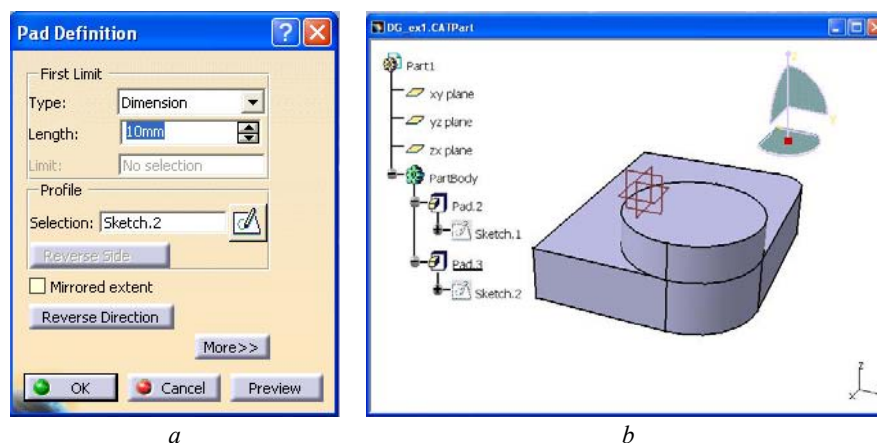 Pad Definition
First Limit
Type: Dimension
Length: 10mm
Limit: No selection
Profile
Selection: Sketch.2
Reverse Side
Mirrored extent
Reverse Direction
More>>
OK Cancel Preview
a
DG_ex1.CATPart
Part1
xy plane
yz plane
zx plane
PartBody
Pad.2
Sketch.1
Pad.3
Sketch.2
z
y
z
x
b